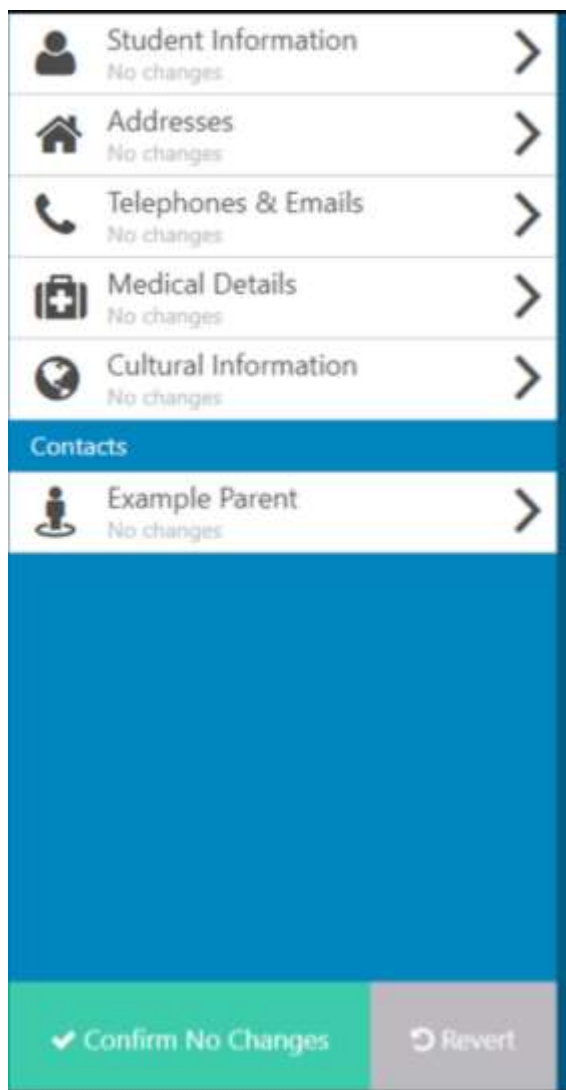 Student Information
No changes
Addresses
No changes
Telephones & Emails
No changes
Medical Details
No changes
Cultural Information
No changes
Contacts
Example Parent
No changes
Confirm No Changes
Revert